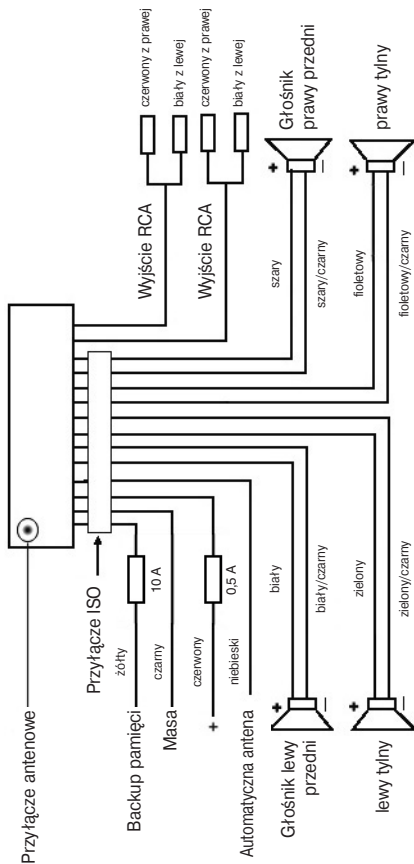 Przyłącze antenowe
Przyłącze ISO
żółty
10 A
Backup pamięci
czarny
Masa
czerwony
0,5 A
+
niebieski
Automatyczna antena
biały
+
biały/czarny
–
Głośnik lewy
przedni
zielony
+
zielony/czarny
–
lewy tylny
Wyjście RCA
czerwony z prawej
biały z lewej
Wyjście RCA
czerwony z prawej
biały z lewej
szary
+
szary/czarny
–
Głośnik
prawy przedni
fioletowy
+
fioletowy/czarny
–
prawy tylny